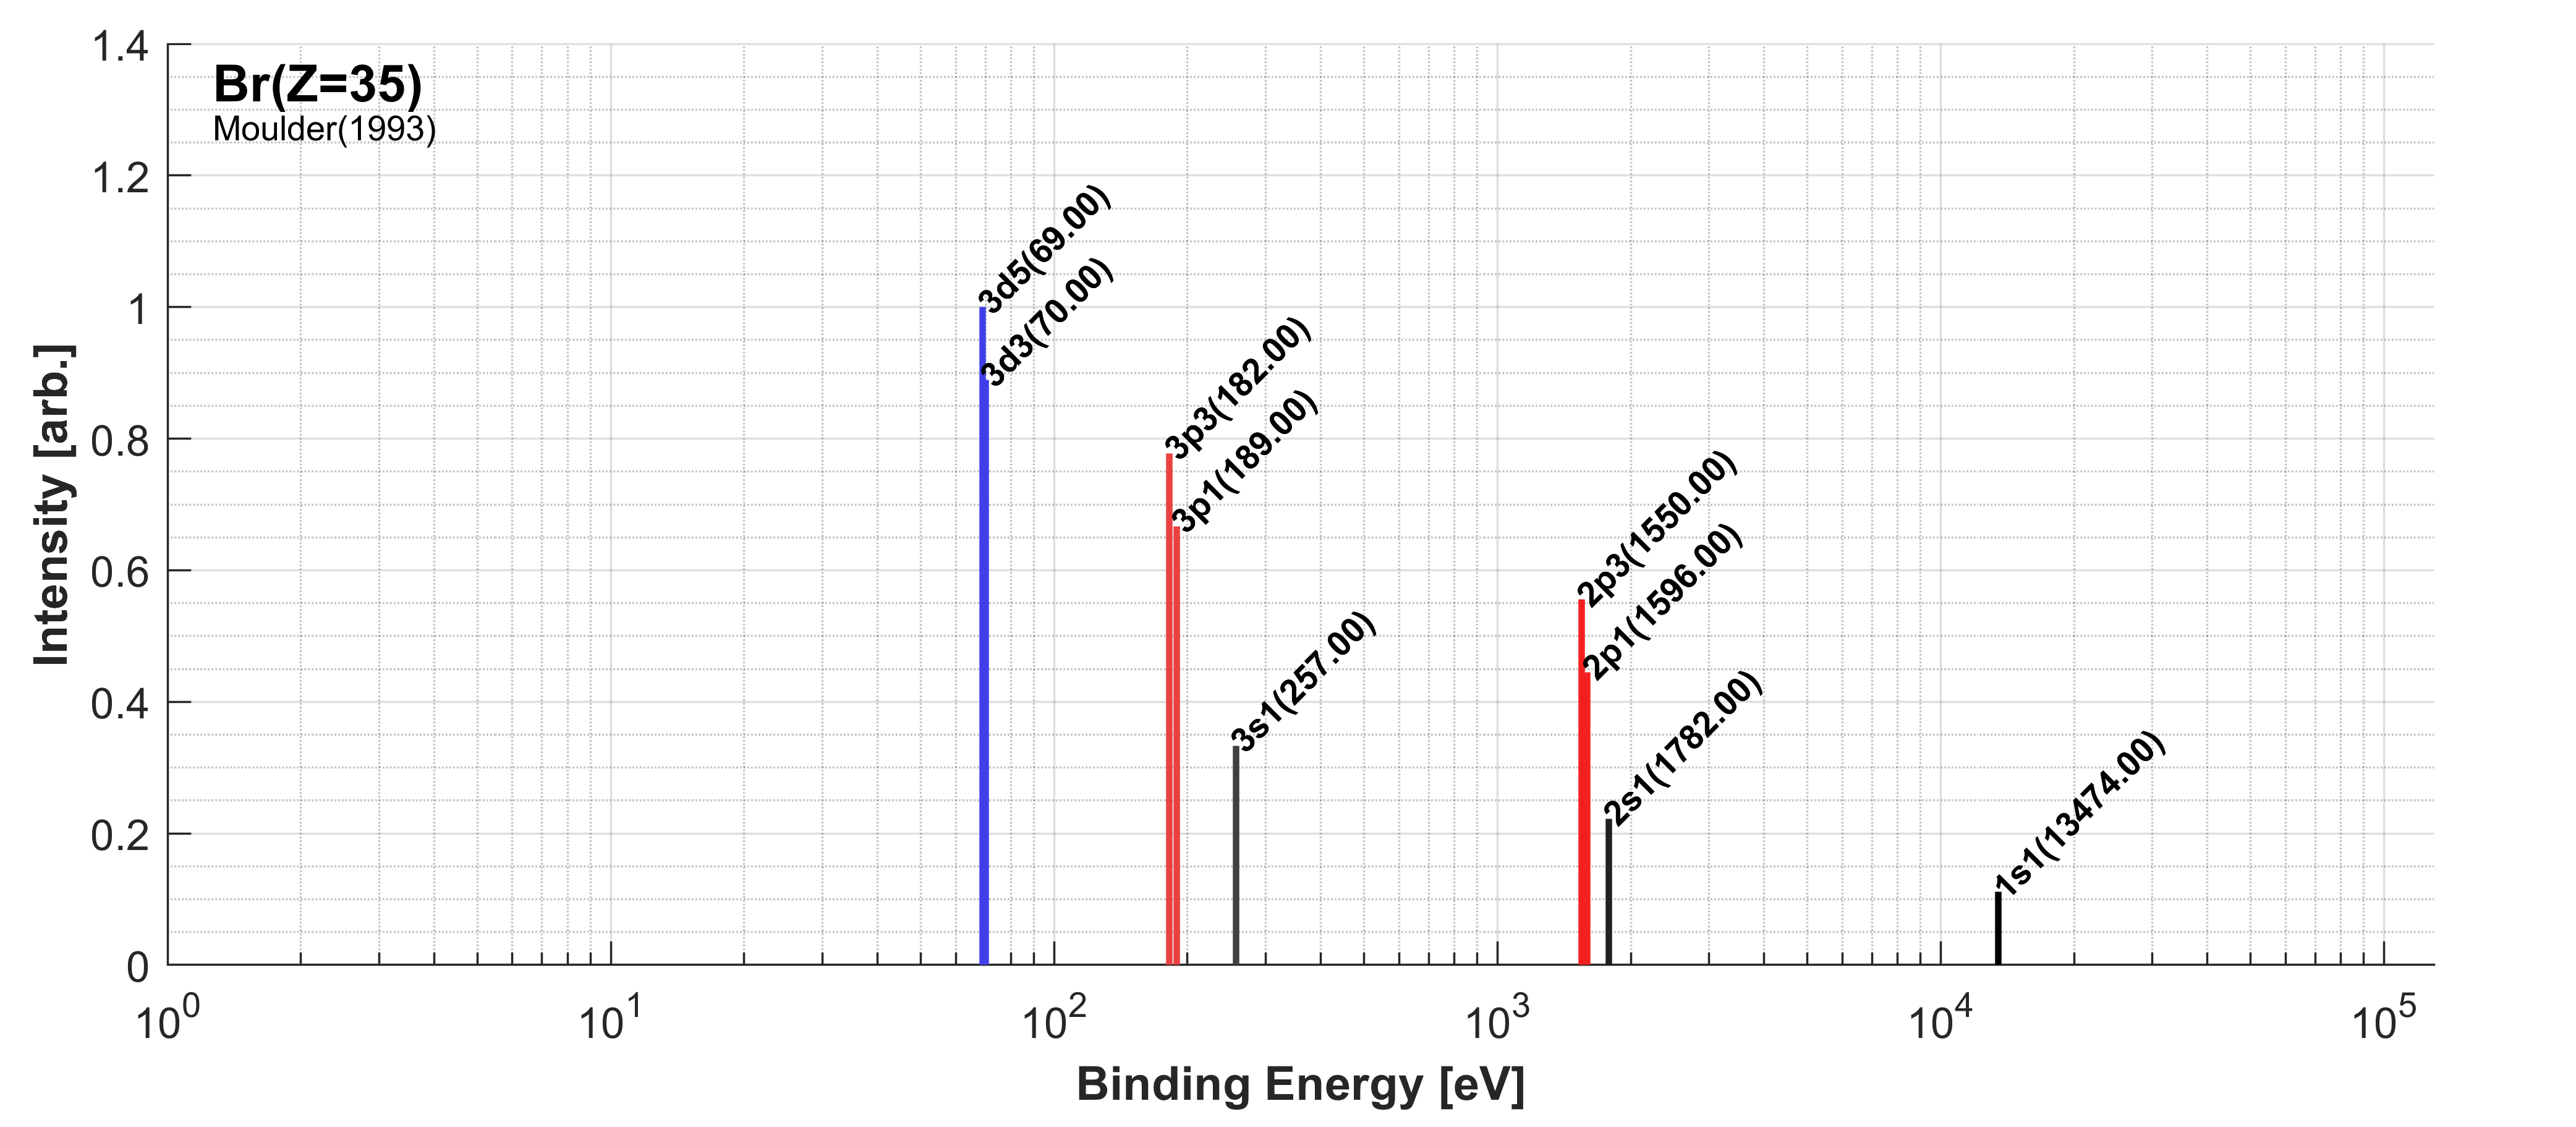 Br(Z=35)
Moulder(1993)
1.4
1.2
1
0.8
0.6
0.4
0.2
0
Intensity [arb.]
3d5(69.00)
3d3(70.00)
3p3(182.00)
3p1(189.00)
3s1(257.00)
2p3(1550.00)
2p1(1596.00)
2s1(1782.00)
1s1(13474.00)
10^0 10^1 10^2 10^3 10^4 10^5
Binding Energy [eV]